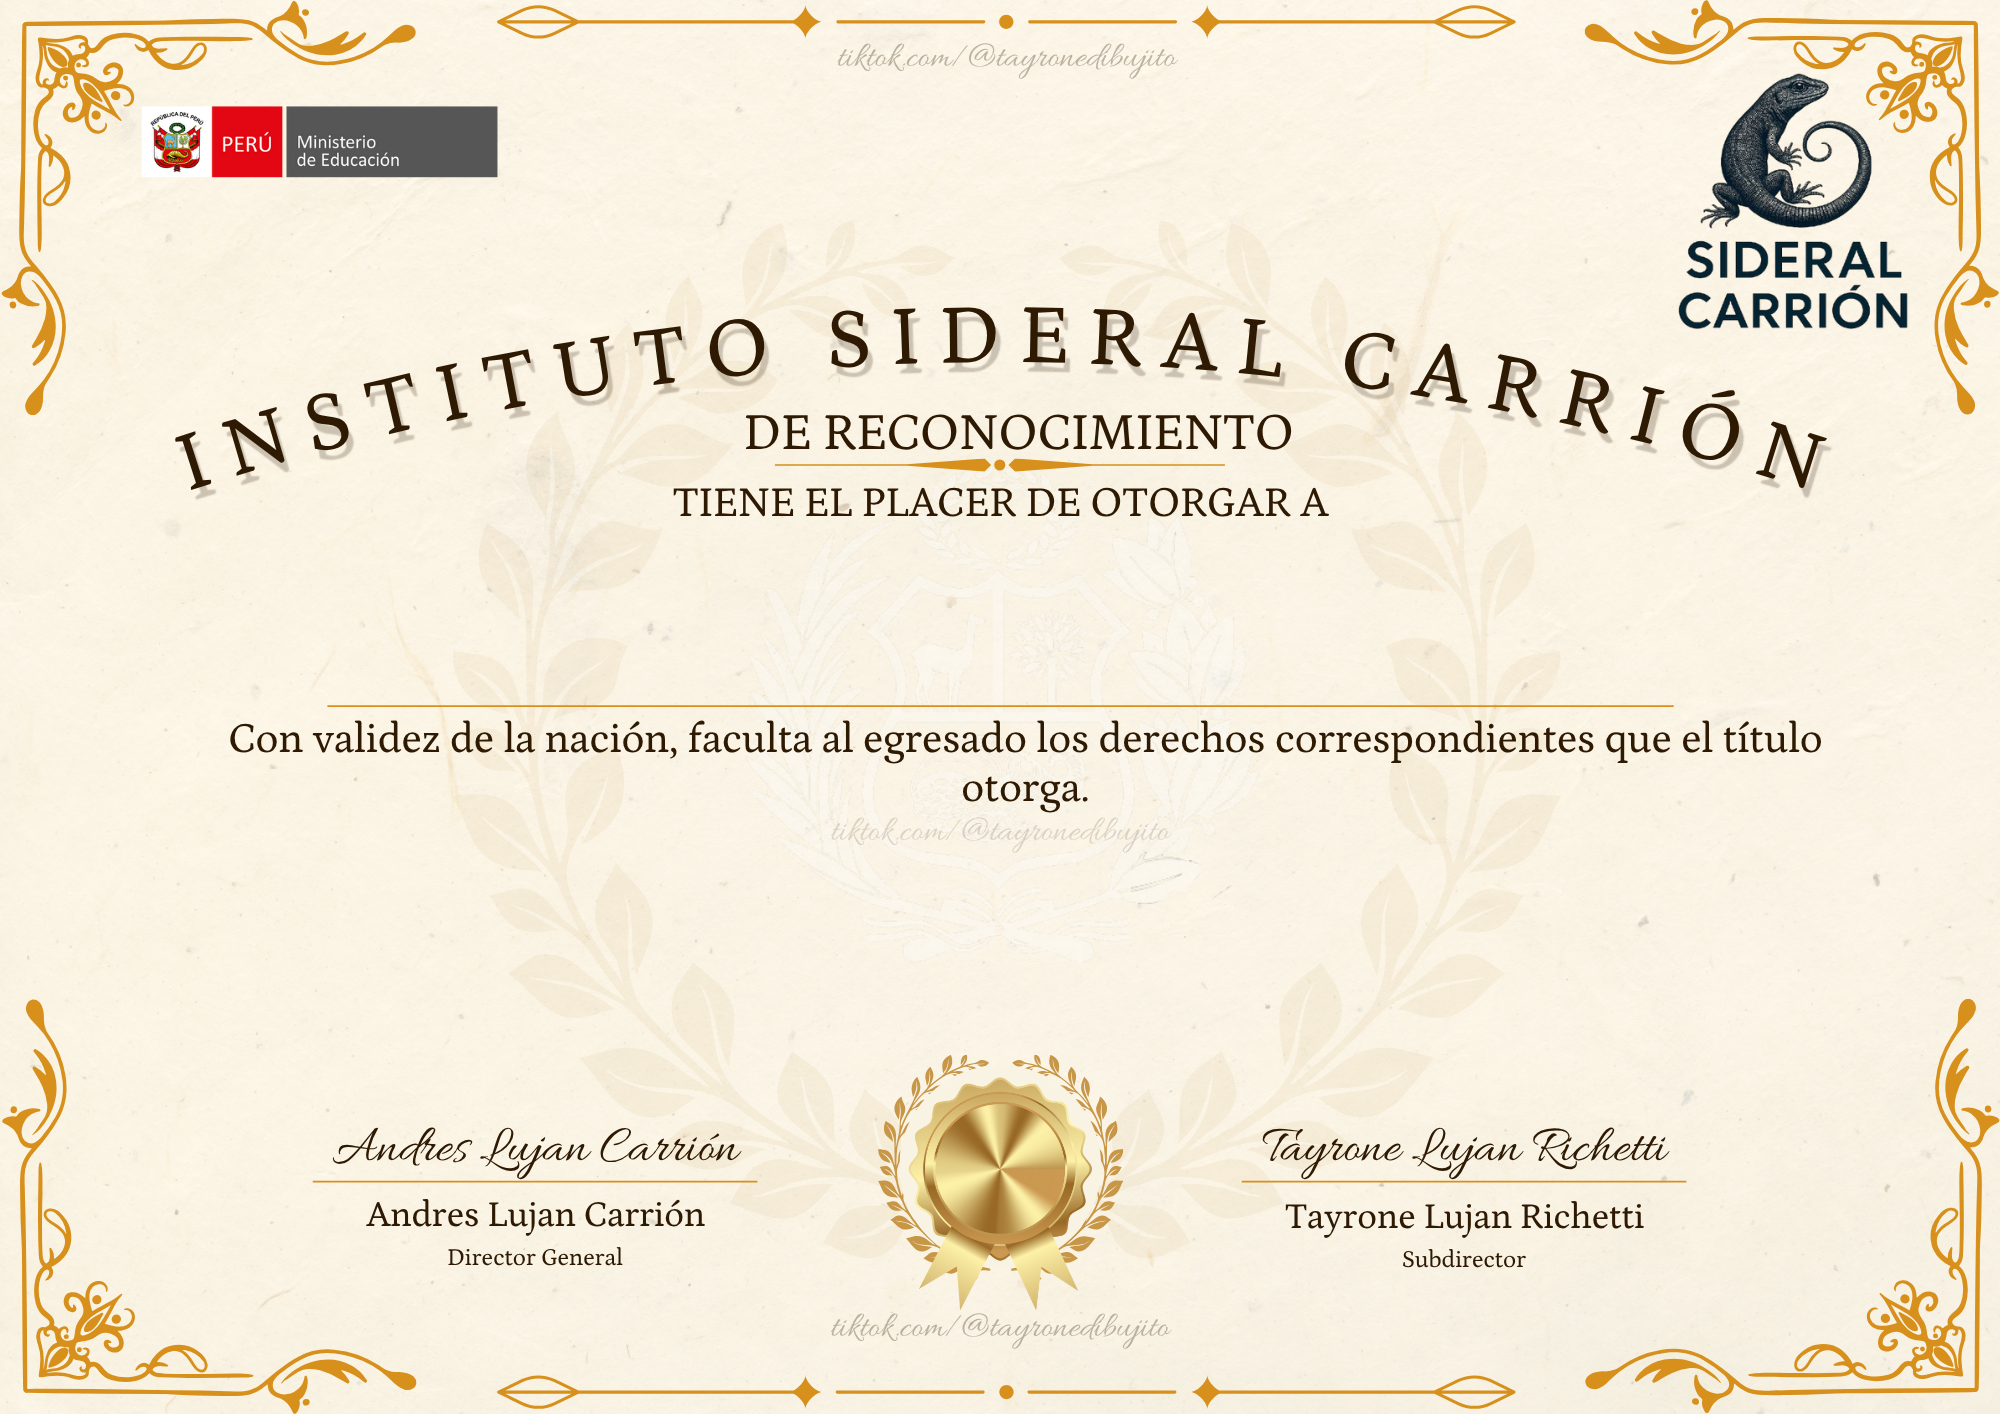 tiktok.com/@tayronedibujito
REPÚBLICA DEL PERÚ
PERÚ
Ministerio
de Educación
SIDERAL
CARRIÓN
INSTITUTO SIDERAL CARRIÓN
DE RECONOCIMIENTO
TIENE EL PLACER DE OTORGAR A
Con validez de la nación, faculta al egresado los derechos correspondientes que el título
otorga.
tiktok.com/@tayronedibujito
Andres Lujan Carrión
Andres Lujan Carrión
Director General
Tayrone Lujan Richetti
Tayrone Lujan Richetti
Subdirector
tiktok.com/@tayronedibujito